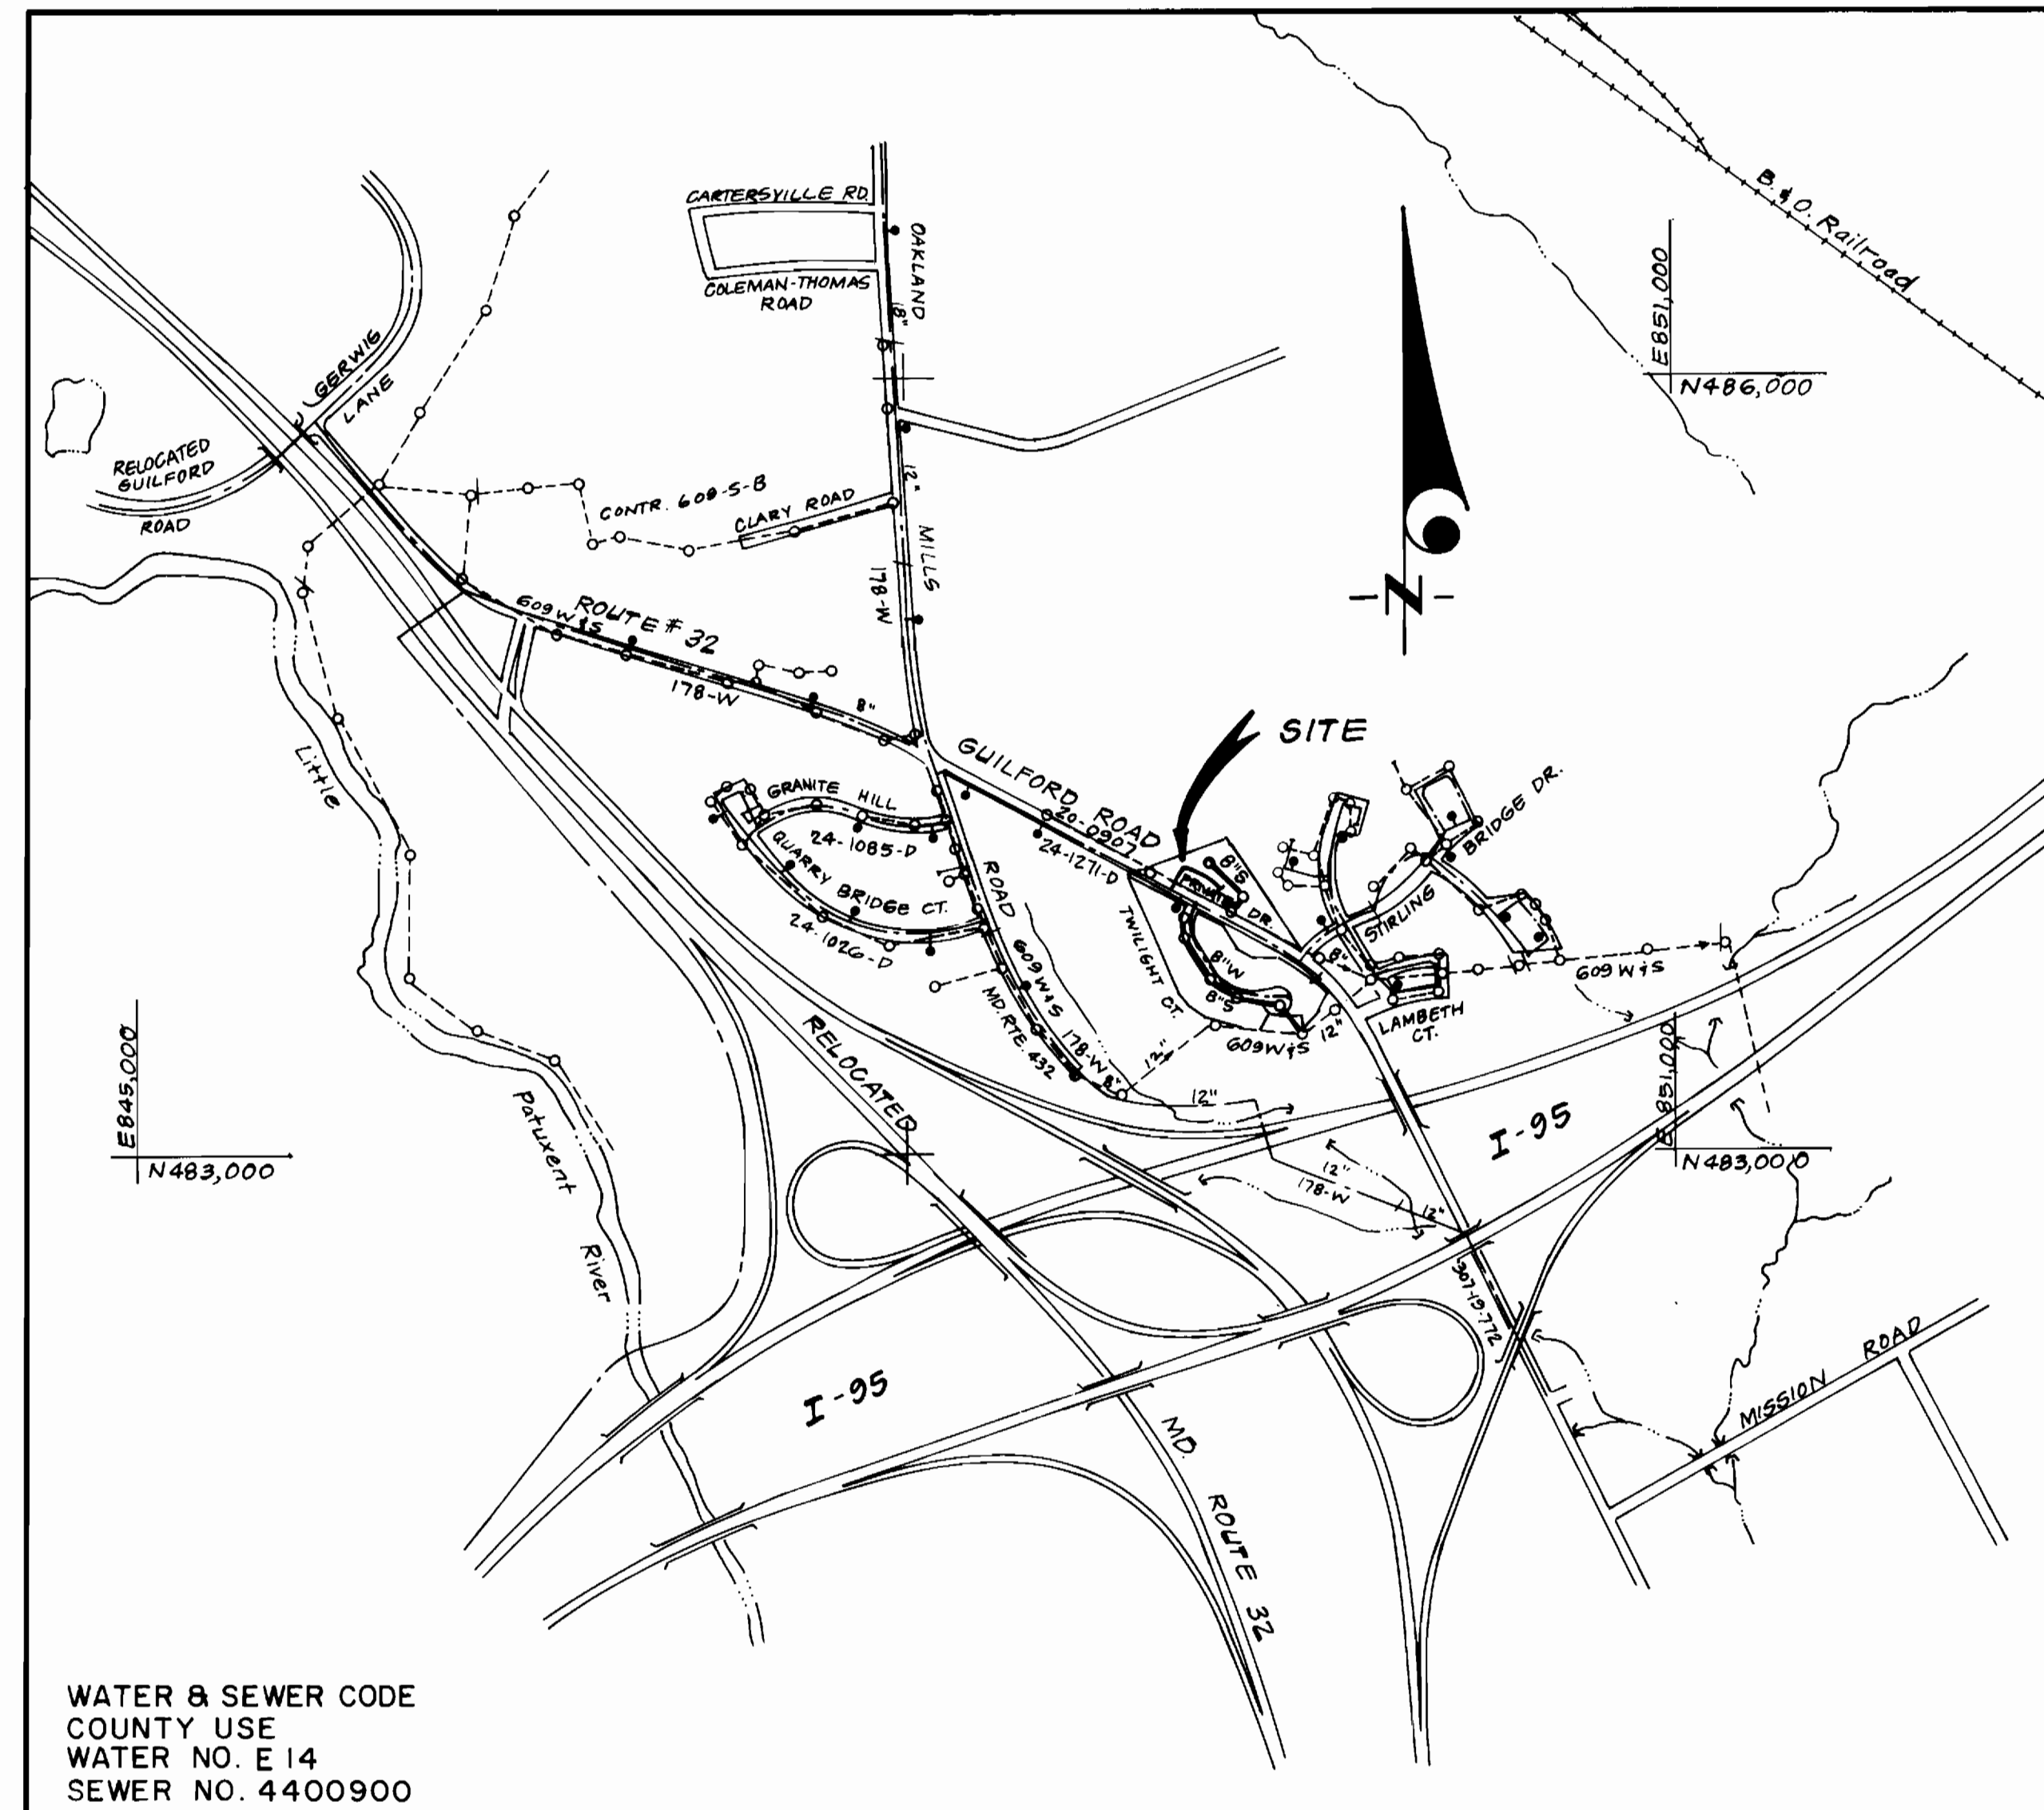 CARTERSVILLE RD.
COLEMAN-THOMAS
ROAD
OAKLAND
18"
B. & O. Railroad
E851,000
N486,000
GERWIG
LANE
RELOCATED
GUILFORD
ROAD
CONTR. 609-S-B
CLARY ROAD
12"
MILLS
178-W
-N-
ROUTE # 32
609 W&S
178-W
8"
Little
GUILFORD ROAD
20-0907
24-1271-D
SITE
GRANITE HILL
24-1085-D
QUARRY BRIDGE CT.
24-1026-D
ROAD
8"S
PRIVATE
DR.
TWILIGHT CT.
8"W
8"S
STIRLING
BRIDGE DR.
8"
609 W&S
LAMBETH
CT.
609 W&S
178-W
MD. RTE. 432
8"
12"
609 W&S
12"
12"
RELOCATED
E845,000
N483,000
Patuxent
River
I-95
E851,000
N483,000
12"
178-W
12"
307-19-772
I-95
MD. ROUTE 32
MISSION ROAD
WATER & SEWER CODE
COUNTY USE
WATER NO. E 14
SEWER NO. 4400900